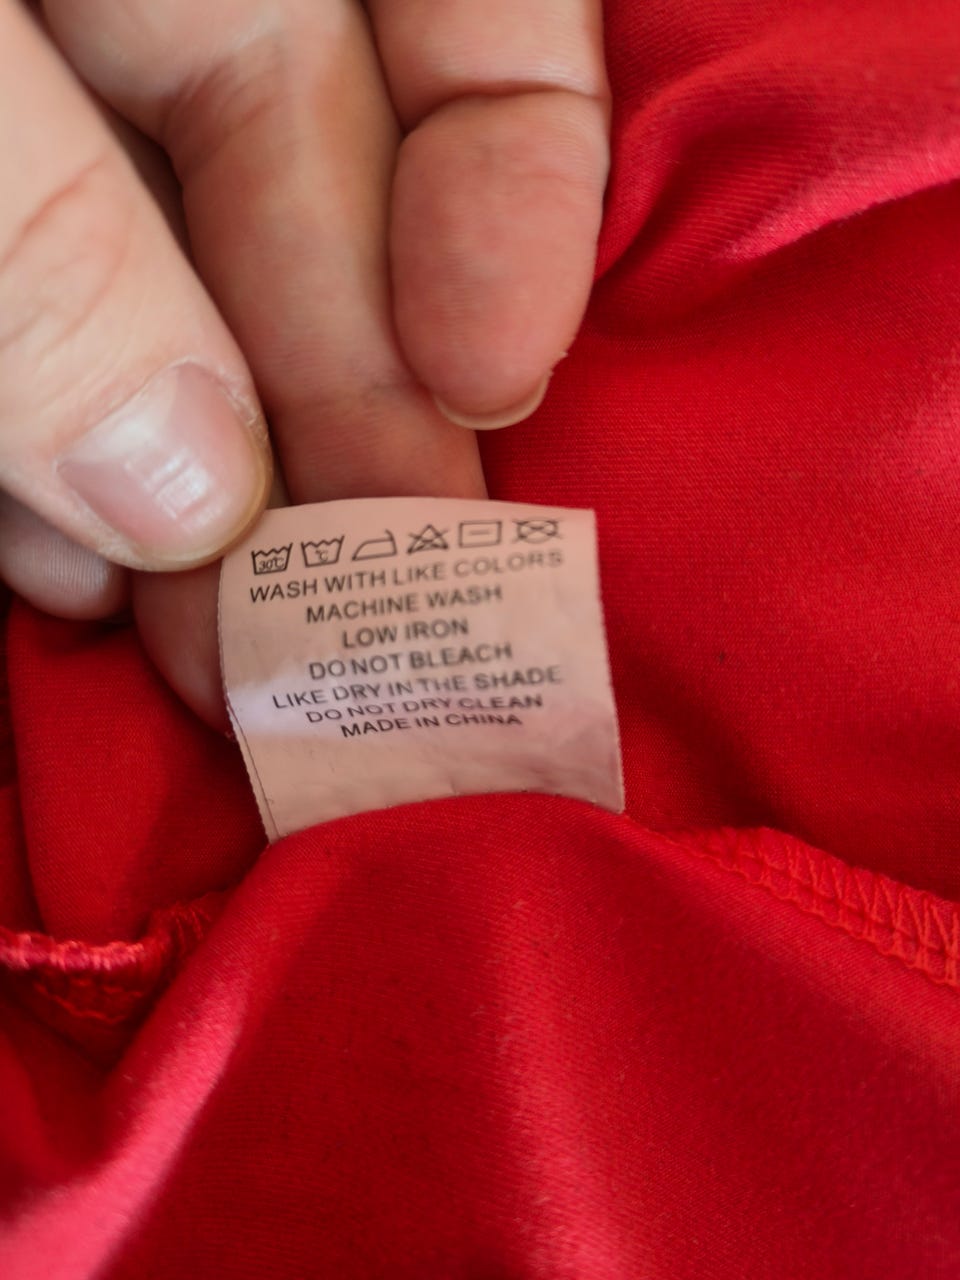 30°C °C
WASH WITH LIKE COLORS
MACHINE WASH
LOW IRON
DO NOT BLEACH
LIKE DRY IN THE SHADE
DO NOT DRY CLEAN
MADE IN CHINA